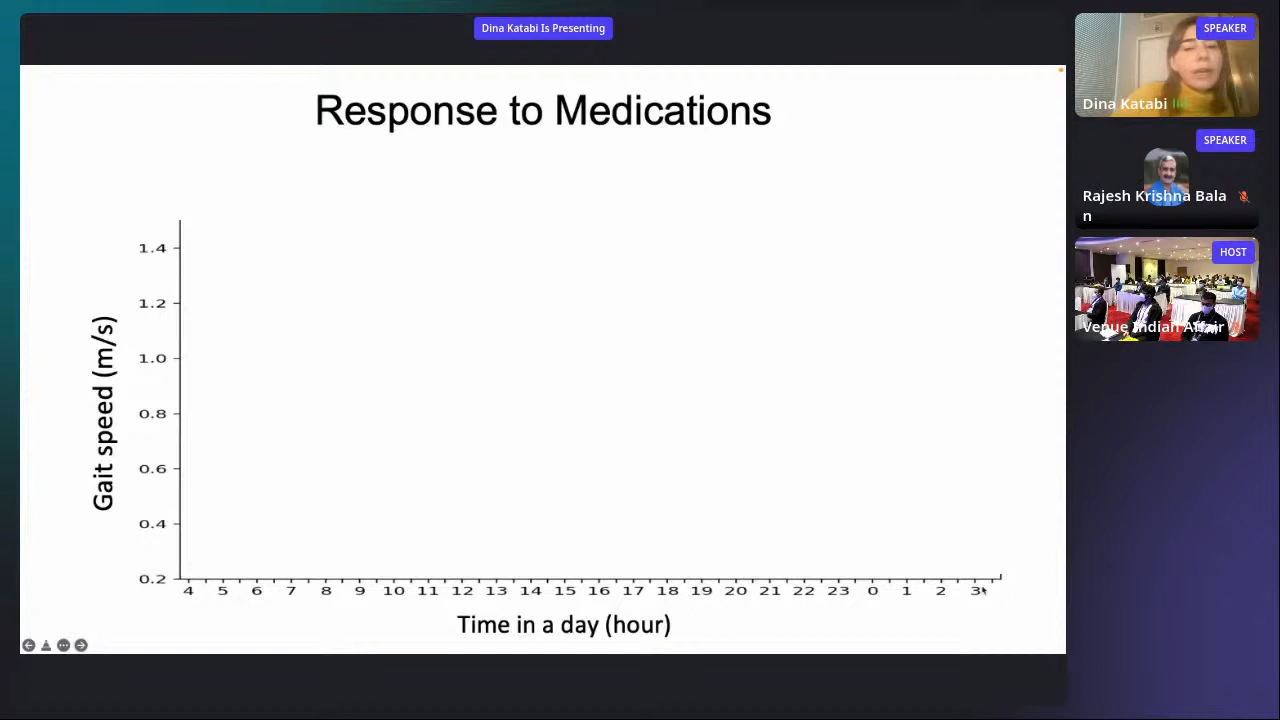 Dina Katabi Is Presenting
Response to Medications
1.4
1.2
1.0
0.8
0.6
0.4
0.2
Gait speed (m/s)
4 5 6 7 8 9 10 11 12 13 14 15 16 17 18 19 20 21 22 23 0 1 2 3
Time in a day (hour)
SPEAKER
Dina Katabi
SPEAKER
Rajesh Krishna Bala
n
HOST
Venue Indian Affair